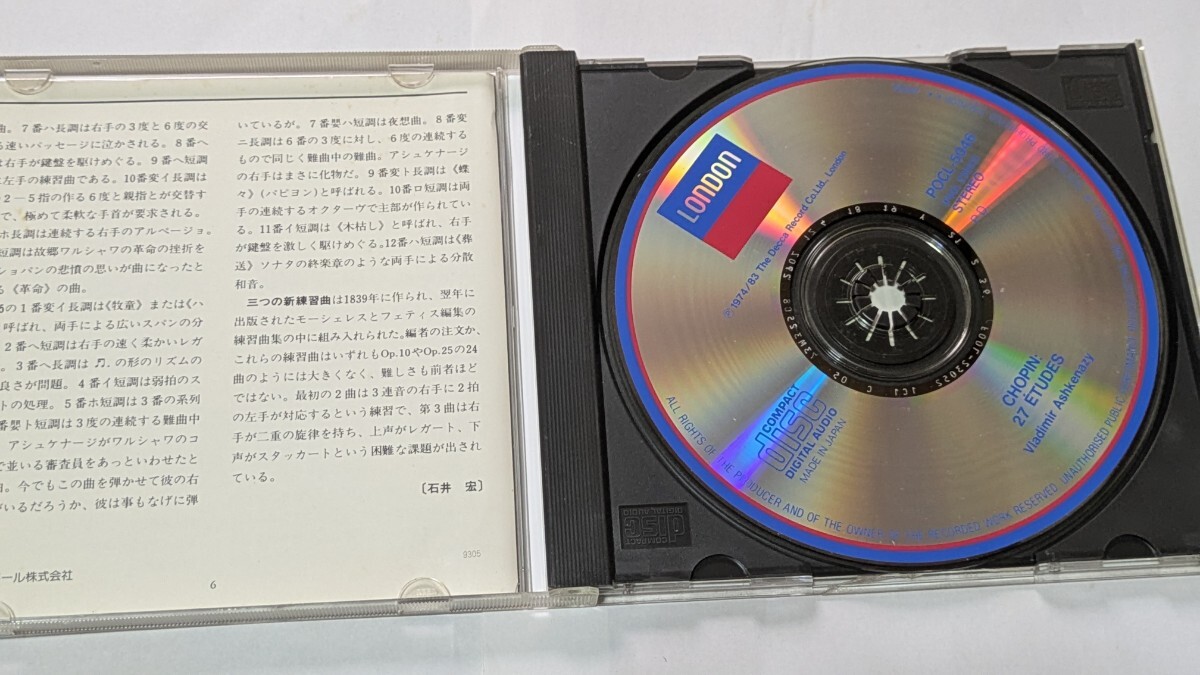 曲。7番ハ長調は右手の3度と6度の交
る速いパッセージに泣かされる。8番ヘ
は右手が鍵盤を駆けめぐる。9番ヘ短調
は左手の練習曲である。10番変イ長調は
2―5指の作る6度と親指とが交替す
で、極めて柔軟な手首が要求される。
ホ長調は連続する右手のアルページョ。
短調は故郷ワルシャワの革命の挫折を
ショパンの悲憤の思いが曲になったと
る《革命》の曲。
の1番変イ長調は《牧童》または《ハ
呼ばれ、両手による広いスパンの分
2番ヘ短調は右手の速く柔かいレガ
。3番ヘ長調は♬.の形のリズムの
良さが問題。4番イ短調は弱拍のス
トの処理。5番ホ短調は3番の系列
番嬰ト短調は3度の連続する難曲中
アシュケナージがワルシャワのコ
で並いる審査員をあっといわせたと
曲。今でもこの曲を弾かせて彼の右
がいるだろうか、彼は事もなげに弾
いているが。7番嬰ハ短調は夜想曲。8番変
ニ長調は6番の3度に対し、6度の連続する
もので同じく難曲中の難曲。アシュケナージ
の右手はまさに化物だ。9番変ト長調は《蝶
々》(パピヨン)と呼ばれる。10番ロ短調は両
手の連続するオクターヴで主部が作られてい
る。11番イ短調は《木枯し》と呼ばれ、右手
が鍵盤を激しく駆けめぐる。12番ハ短調は《葬
送》ソナタの終楽章のような両手による分散
和音。
三つの新練習曲は1839年に作られ、翌年に
出版されたモーシェレスとフェティス編集の
練習曲集の中に組み入れられた。編者の注文か、
これらの練習曲はいずれもOp.10やOp.25の24
曲のようには大きくなく、難しさも前者ほど
ではない。最初の2曲は3連音の右手に2拍
の左手が対応するという練習で、第3曲は右
手が二重の旋律を持ち、上声がレガート、下
声がスタッカートという困難な課題が出され
ている。
〔石井 宏〕
9305
ール株式会社
6
LONDON
STEREO
℗1974/83 The Decca Record Co.Ltd., London
CHOPIN:
27 ETUDES
Vladimir Ashkenazy
COMPACT
disc
DIGITAL AUDIO
MADE IN JAPAN
ALL RIGHTS OF THE PRODUCER AND OF THE OWNER OF THE RECORDED WORK RESERVED. UNAUTHORISED PUBLIC
COMPACT
disc
DIGITAL AUDIO